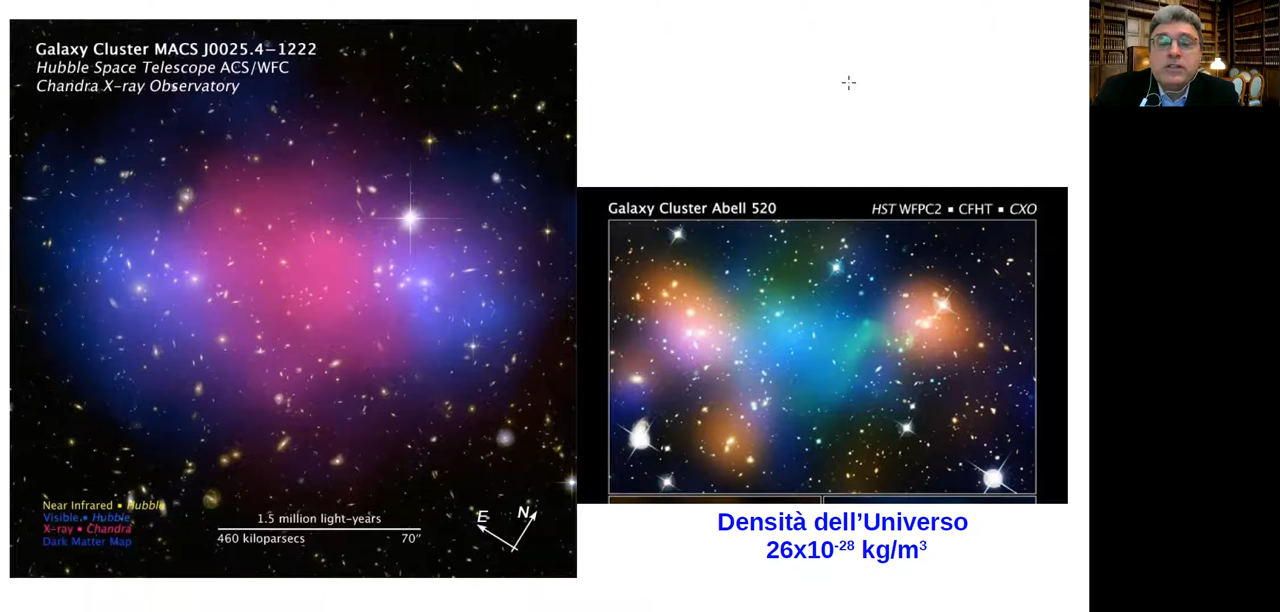 Galaxy Cluster MACS J0025.4–1222
Hubble Space Telescope ACS/WFC
Chandra X-ray Observatory
Near Infrared ▪ Hubble
Visible ▪ Hubble
X-ray ▪ Chandra
Dark Matter Map
1.5 million light-years
460 kiloparsecs 70″
E N
Galaxy Cluster Abell 520 HST WFPC2 ▪ CFHT ▪ CXO
Densità dell’Universo
26x10⁻²⁸ kg/m³